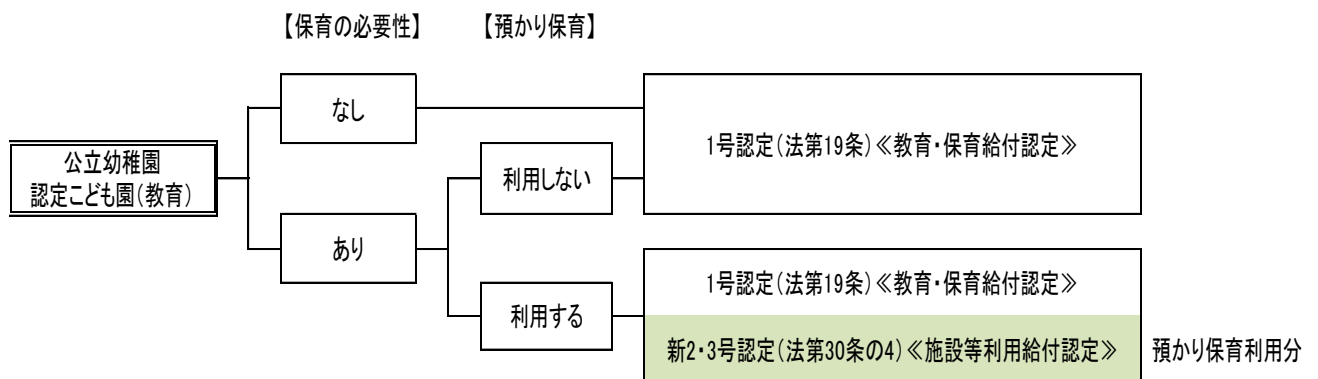 【保育の必要性】 【預かり保育】
なし
1号認定(法第19条)≪教育・保育給付認定≫
公立幼稚園
認定こども園(教育)
利用しない
あり
1号認定(法第19条)≪教育・保育給付認定≫
利用する
新2・3号認定(法第30条の4)≪施設等利用給付認定≫ 預かり保育利用分